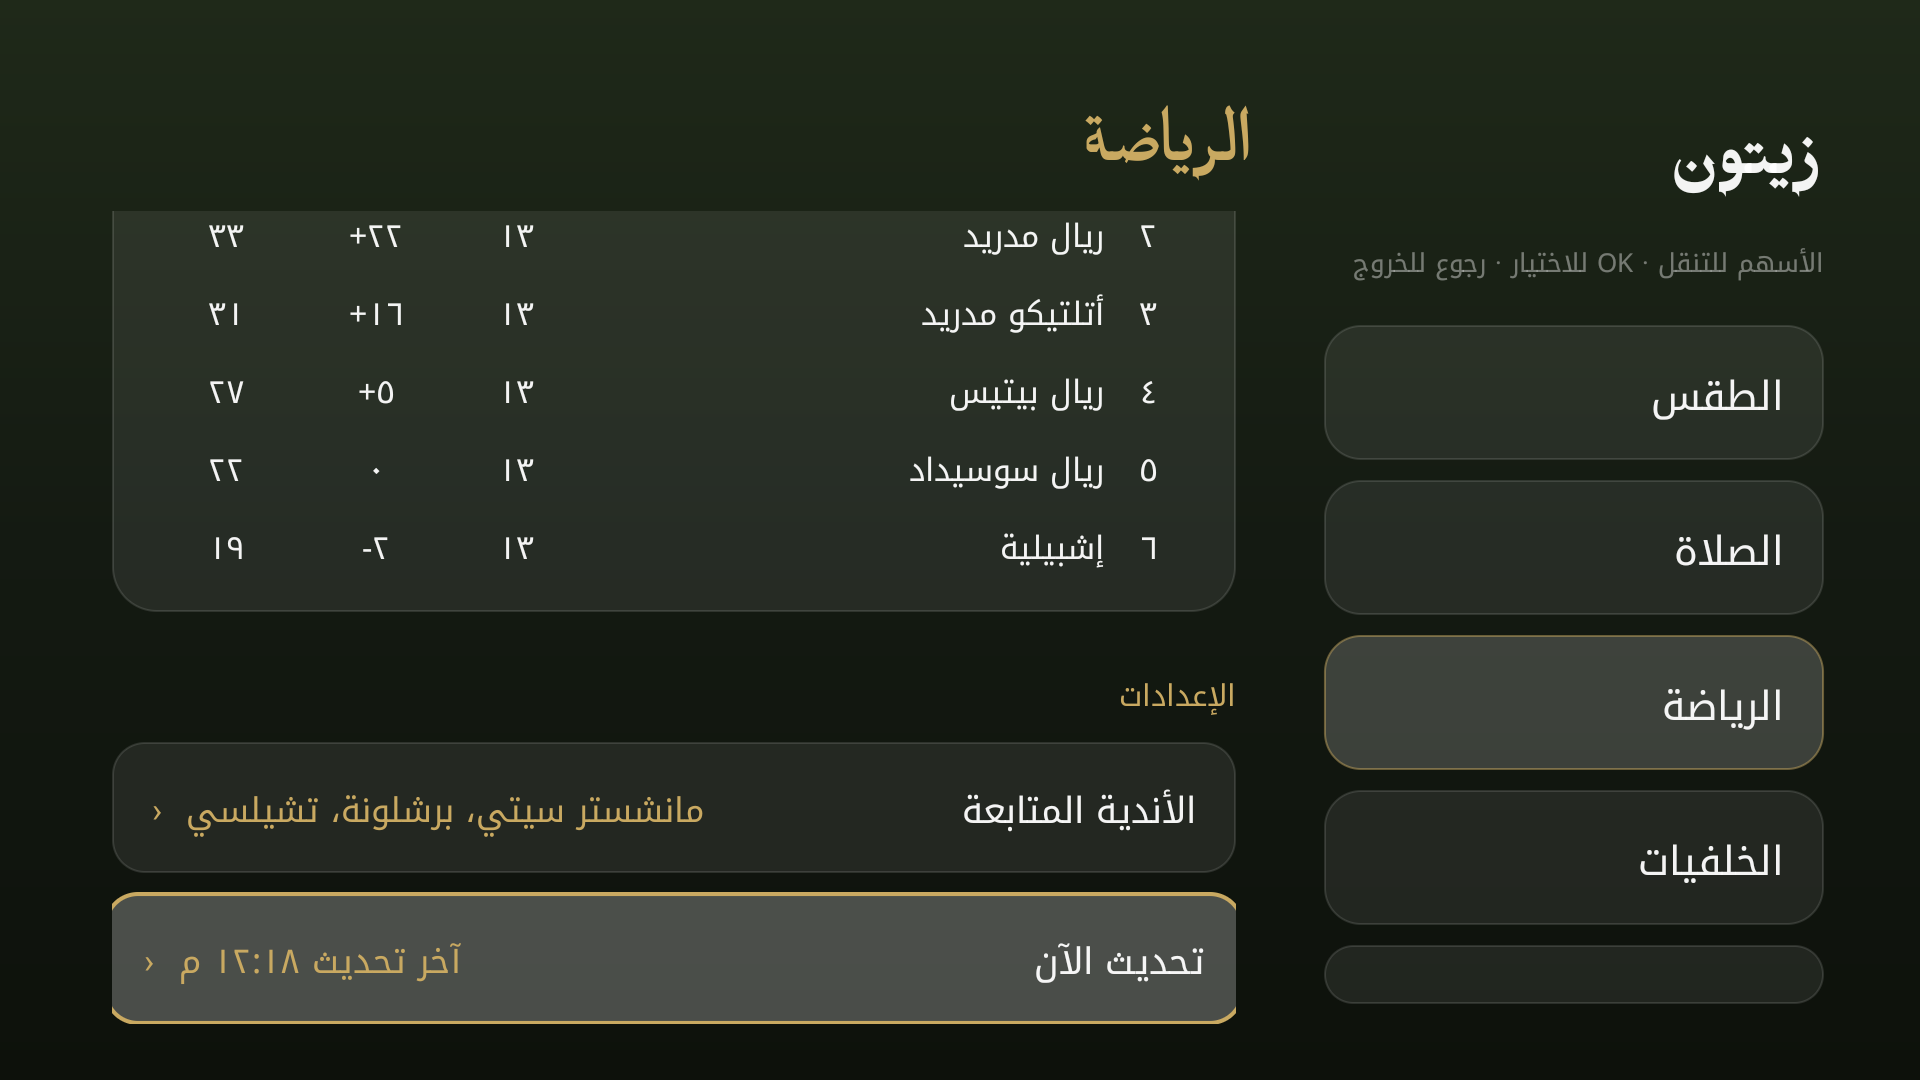 زيتون
الأسهم للتنقل · OK للاختيار · رجوع للخروج
الطقس
الصلاة
الرياضة
الخلفيات
الرياضة
٢ ريال مدريد ١٣ +٢٢ ٣٣
٣ أتلتيكو مدريد ١٣ +١٦ ٣١
٤ ريال بيتيس ١٣ +٥ ٢٧
٥ ريال سوسيداد ١٣ ٠ ٢٢
٦ إشبيلية ١٣ -٢ ١٩
الإعدادات
الأندية المتابعة مانشستر سيتي، برشلونة، تشيلسي ‹
تحديث الآن آخر تحديث ١٢:١٨ م ‹